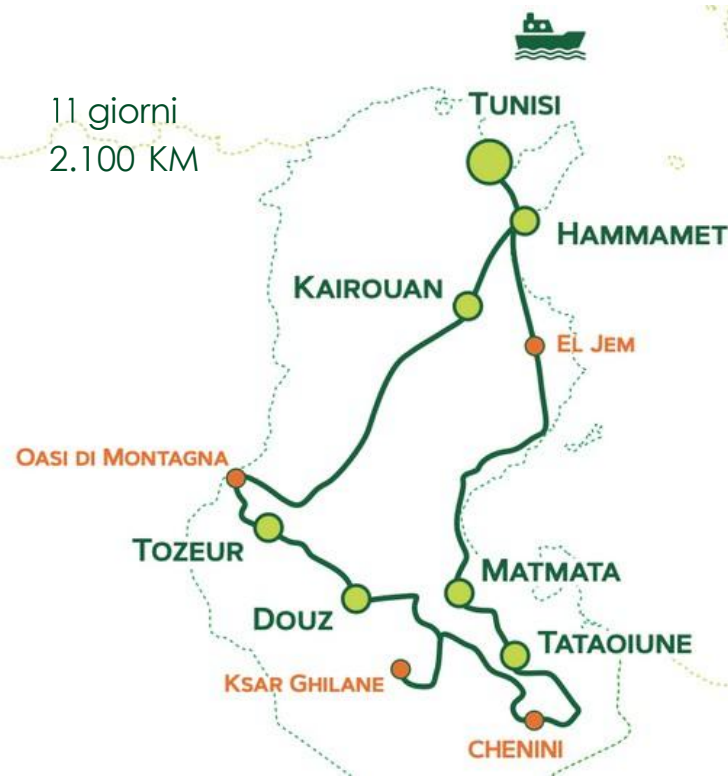 11 giorni
2.100 KM
TUNISI
HAMMAMET
KAIROUAN
EL JEM
OASI DI MONTAGNA
TOZEUR
MATMATA
DOUZ
TATAOIUNE
KSAR GHILANE
CHENINI